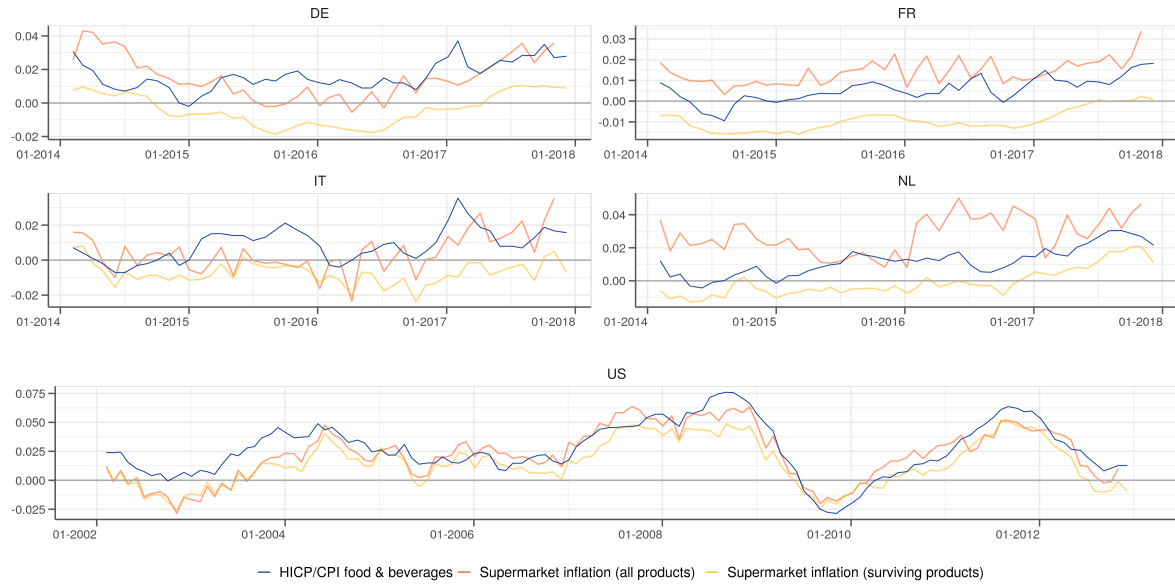 DE
0.04
0.02
0.00
-0.02
01-2014 01-2015 01-2016 01-2017 01-2018
FR
0.03
0.02
0.01
0.00
-0.01
01-2014 01-2015 01-2016 01-2017 01-2018
IT
0.02
0.00
-0.02
01-2014 01-2015 01-2016 01-2017 01-2018
NL
0.04
0.02
0.00
01-2014 01-2015 01-2016 01-2017 01-2018
US
0.075
0.050
0.025
0.000
-0.025
01-2002 01-2004 01-2006 01-2008 01-2010 01-2012
HICP/CPI food & beverages Supermarket inflation (all products) Supermarket inflation (surviving products)